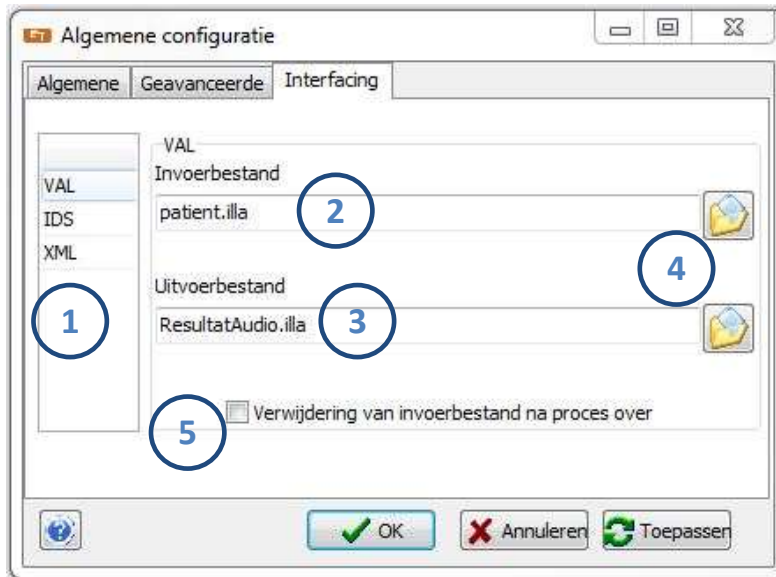 Algemene configuratie
Algemene Geavanceerde Interfacing
VAL
IDS
XML
1
VAL
Invoerbestand
patient.illa 2
4
Uitvoerbestand
ResultatAudio.illa 3
5 Verwijdering van invoerbestand na proces over
OK Annuleren Toepassen